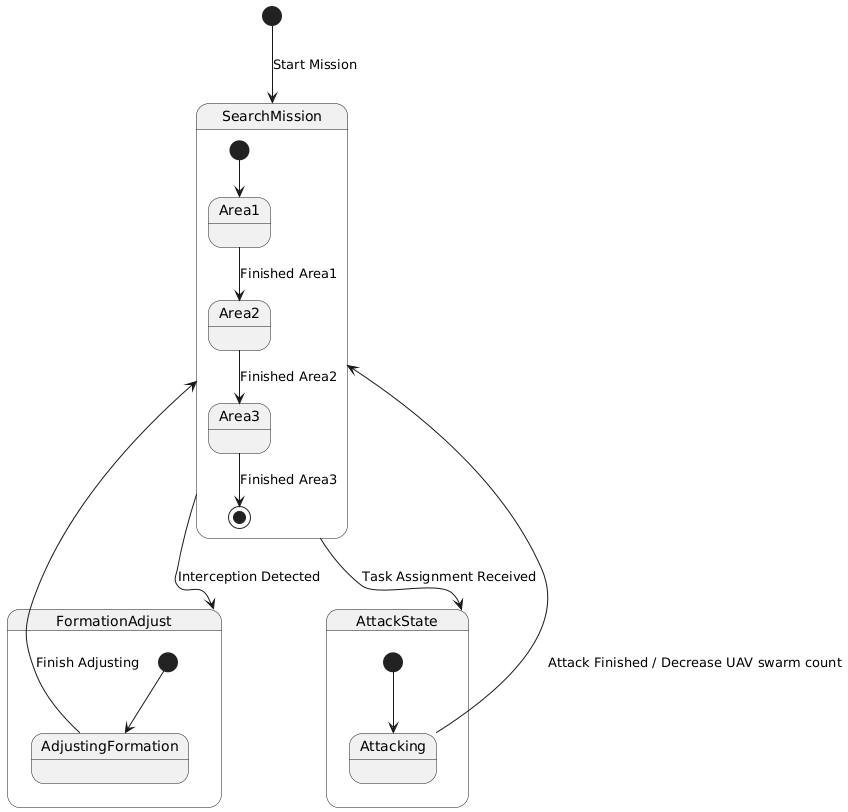 Start Mission
SearchMission
Area1
Finished Area1
Area2
Finished Area2
Area3
Finished Area3
Interception Detected
Task Assignment Received
FormationAdjust
AttackState
Finish Adjusting
Attack Finished / Decrease UAV swarm count
AdjustingFormation
Attacking